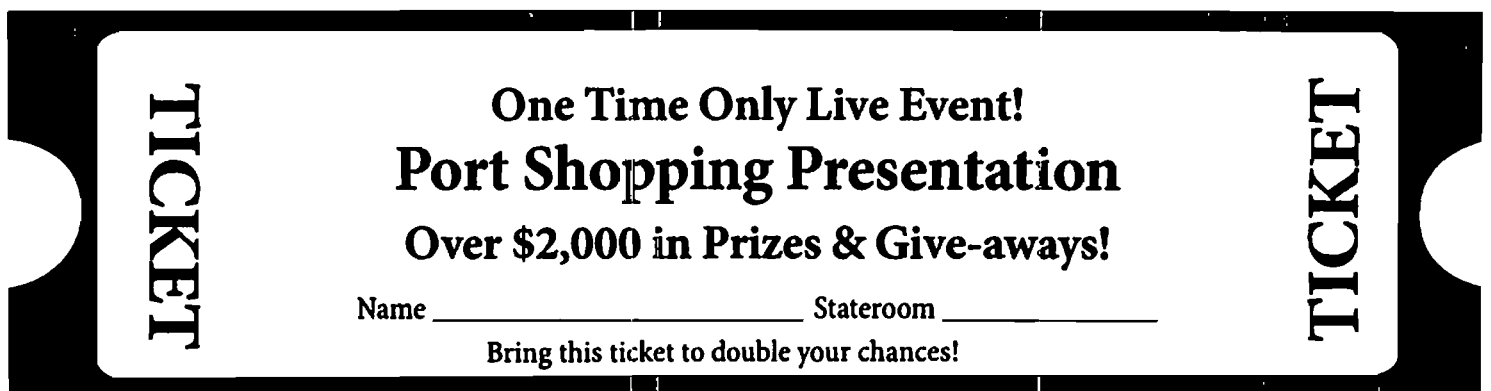 TICKET
One Time Only Live Event!
Port Shopping Presentation
Over $2,000 in Prizes & Give-aways!
Name ____________________ Stateroom ____________
Bring this ticket to double your chances!
TICKET